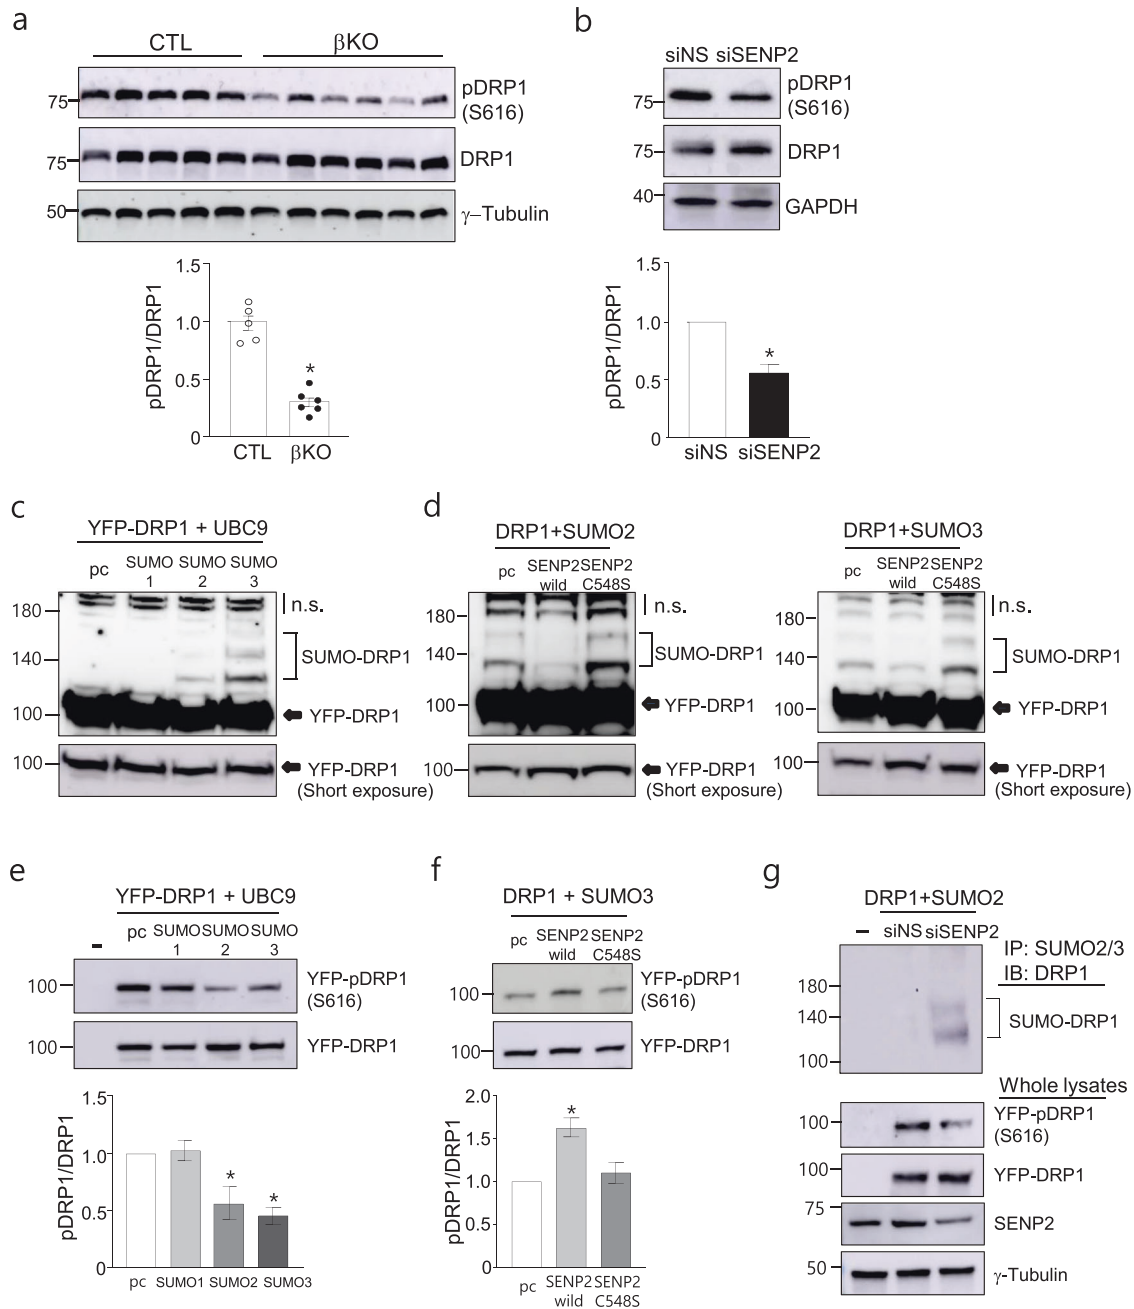 a
CTL
βKO
75
pDRP1
(S616)
75
DRP1
50
γ–Tubulin
pDRP1/DRP1
1.5
1.0
0.5
0
*
CTL
βKO
b
siNS siSENP2
75
pDRP1
(S616)
75
DRP1
40
GAPDH
pDRP1/DRP1
1.5
1.0
0.5
0
*
siNS siSENP2
c
YFP-DRP1 + UBC9
pc
SUMO
1
SUMO
2
SUMO
3
180
140
100
n.s.
SUMO-DRP1
YFP-DRP1
100
YFP-DRP1
(Short exposure)
d
DRP1+SUMO2
pc
SENP2
wild
SENP2
C548S
180
140
100
n.s.
SUMO-DRP1
YFP-DRP1
100
YFP-DRP1
(Short exposure)
DRP1+SUMO3
pc
SENP2
wild
SENP2
C548S
180
140
100
n.s.
SUMO-DRP1
YFP-DRP1
100
YFP-DRP1
(Short exposure)
e
YFP-DRP1 + UBC9
–
pc
SUMO
1
SUMO
2
SUMO
3
100
YFP-pDRP1
(S616)
100
YFP-DRP1
pDRP1/DRP1
1.5
1.0
0.5
0
*
*
pc
SUMO1
SUMO2
SUMO3
f
DRP1 + SUMO3
pc
SENP2
wild
SENP2
C548S
100
YFP-pDRP1
(S616)
100
YFP-DRP1
pDRP1/DRP1
2.0
1.5
1.0
0.5
0
*
pc
SENP2
wild
SENP2
C548S
g
DRP1+SUMO2
–
siNS siSENP2
IP: SUMO2/3
IB: DRP1
180
140
100
SUMO-DRP1
Whole lysates
100
YFP-pDRP1
(S616)
100
YFP-DRP1
75
SENP2
50
γ-Tubulin